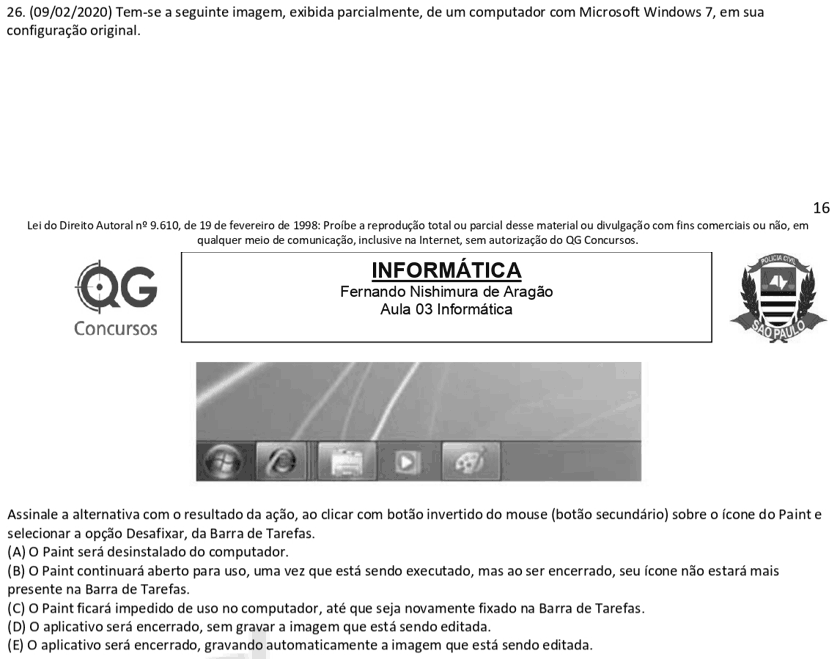 26. (09/02/2020) Tem-se a seguinte imagem, exibida parcialmente, de um computador com Microsoft Windows 7, em sua
configuração original.
16
Lei do Direito Autoral nº 9.610, de 19 de fevereiro de 1998: Proíbe a reprodução total ou parcial desse material ou divulgação com fins comerciais ou não, em
qualquer meio de comunicação, inclusive na Internet, sem autorização do QG Concursos.
QG
Concursos
INFORMÁTICA
Fernando Nishimura de Aragão
Aula 03 Informática
POLICIA CIVIL
SÃO PAULO
Assinale a alternativa com o resultado da ação, ao clicar com botão invertido do mouse (botão secundário) sobre o ícone do Paint e
selecionar a opção Desafixar, da Barra de Tarefas.
(A) O Paint será desinstalado do computador.
(B) O Paint continuará aberto para uso, uma vez que está sendo executado, mas ao ser encerrado, seu ícone não estará mais
presente na Barra de Tarefas.
(C) O Paint ficará impedido de uso no computador, até que seja novamente fixado na Barra de Tarefas.
(D) O aplicativo será encerrado, sem gravar a imagem que está sendo editada.
(E) O aplicativo será encerrado, gravando automaticamente a imagem que está sendo editada.